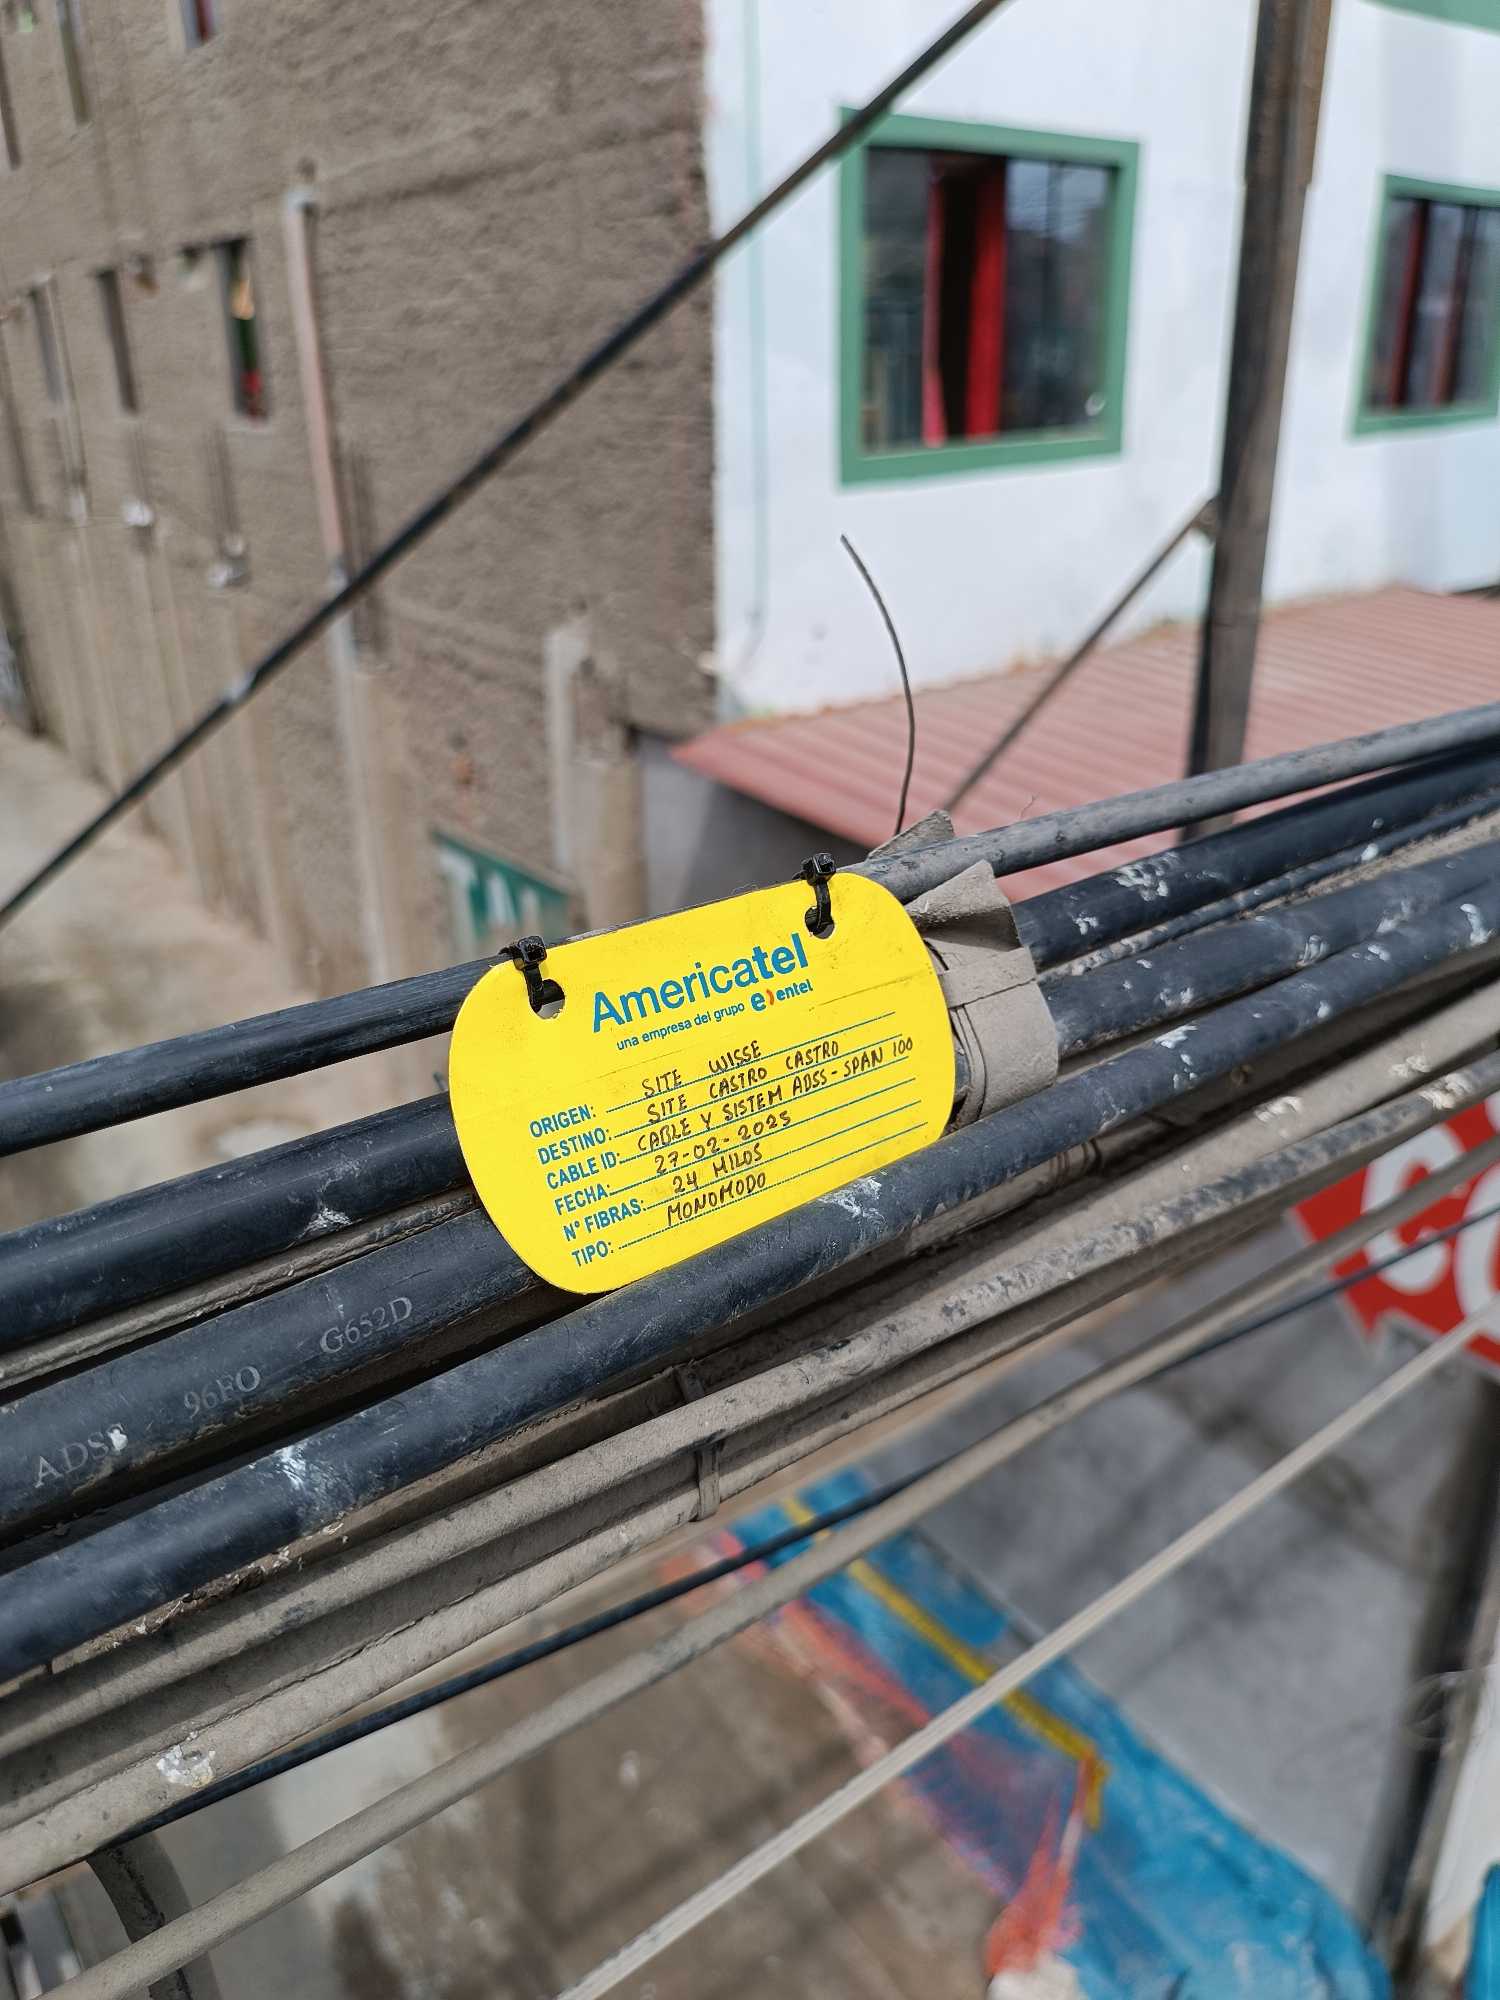 Americatel
una empresa del grupo entel
ORIGEN: SITE WISSE
DESTINO: SITE CASTRO CASTRO
CABLE ID: CABLE Y SISTEM ADSS-SPAN 100
FECHA: 27-02-2025
N° FIBRAS: 24 HILOS
TIPO: MONOMODO
ADSS 96FO G652D